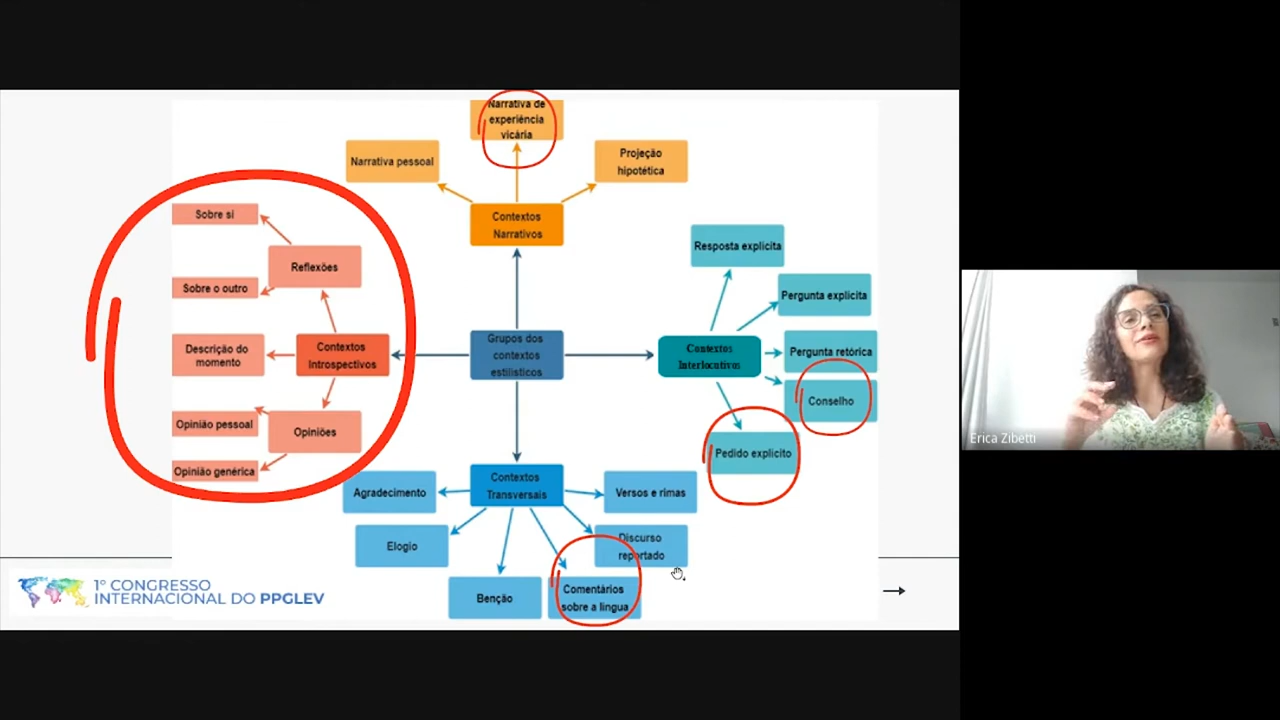 Narrativa de
experiência
vicária
Narrativa pessoal
Projeção
hipotética
Contextos
Narrativos
Sobre si
Reflexões
Sobre o outro
Descrição do
momento
Contextos
Introspectivos
Opinião pessoal
Opiniões
Opinião genérica
Grupos dos
contextos
estilísticos
Resposta explícita
Pergunta explícita
Contextos
Interlocutivos
Pergunta retórica
Conselho
Pedido explícito
Contextos
Transversais
Agradecimento
Versos e rimas
Elogio
Discurso
reportado
Benção
Comentários
sobre a língua
1º CONGRESSO
INTERNACIONAL DO PPGLEV
Erica Zibetti